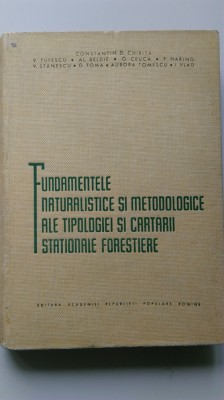 CONSTANTIN D. CHIRIȚĂ
V. TUFESCU • AL. BELDIE • G. CEUCA • P. HARING
V. STĂNESCU • D. TOMA • AURORA TOMESCU • I. VLAD
FUNDAMENTELE
NATURALISTICE ȘI METODOLOGICE
ALE TIPOLOGIEI ȘI CARTĂRII
STAȚIONALE FORESTIERE
EDITURA ACADEMIEI REPUBLICII POPULARE ROMÎNE